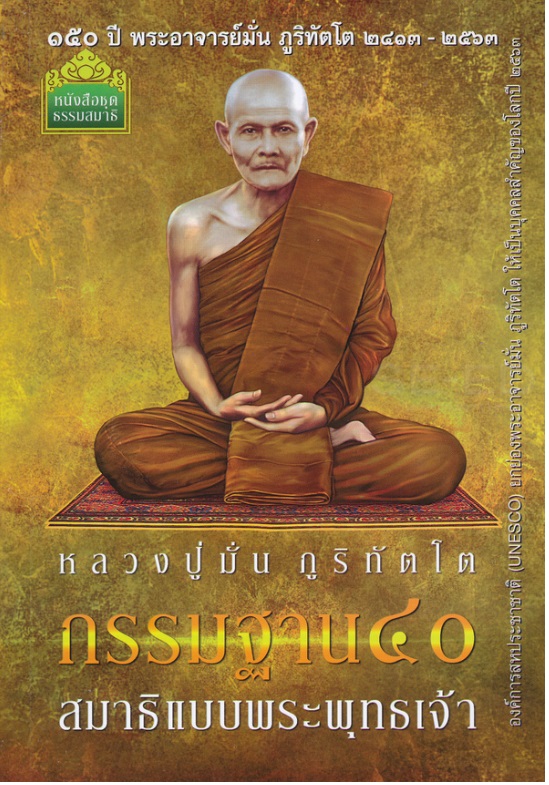 ๑๕๐ ปี พระอาจารย์มั่น ภูริทัตโต ๒๔๑๓ - ๒๕๖๓
หนังสือชุด
ธรรมสมาธิ
องค์การสหประชาชาติ (UNESCO) ยกย่องพระอาจารย์มั่น ภูริทัตโต ให้เป็นบุคคลสำคัญของโลกปี ๒๕๖๓
หลวงปู่มั่น ภูริทัตโต
กรรมฐาน๔๐
สมาธิแบบพระพุทธเจ้า